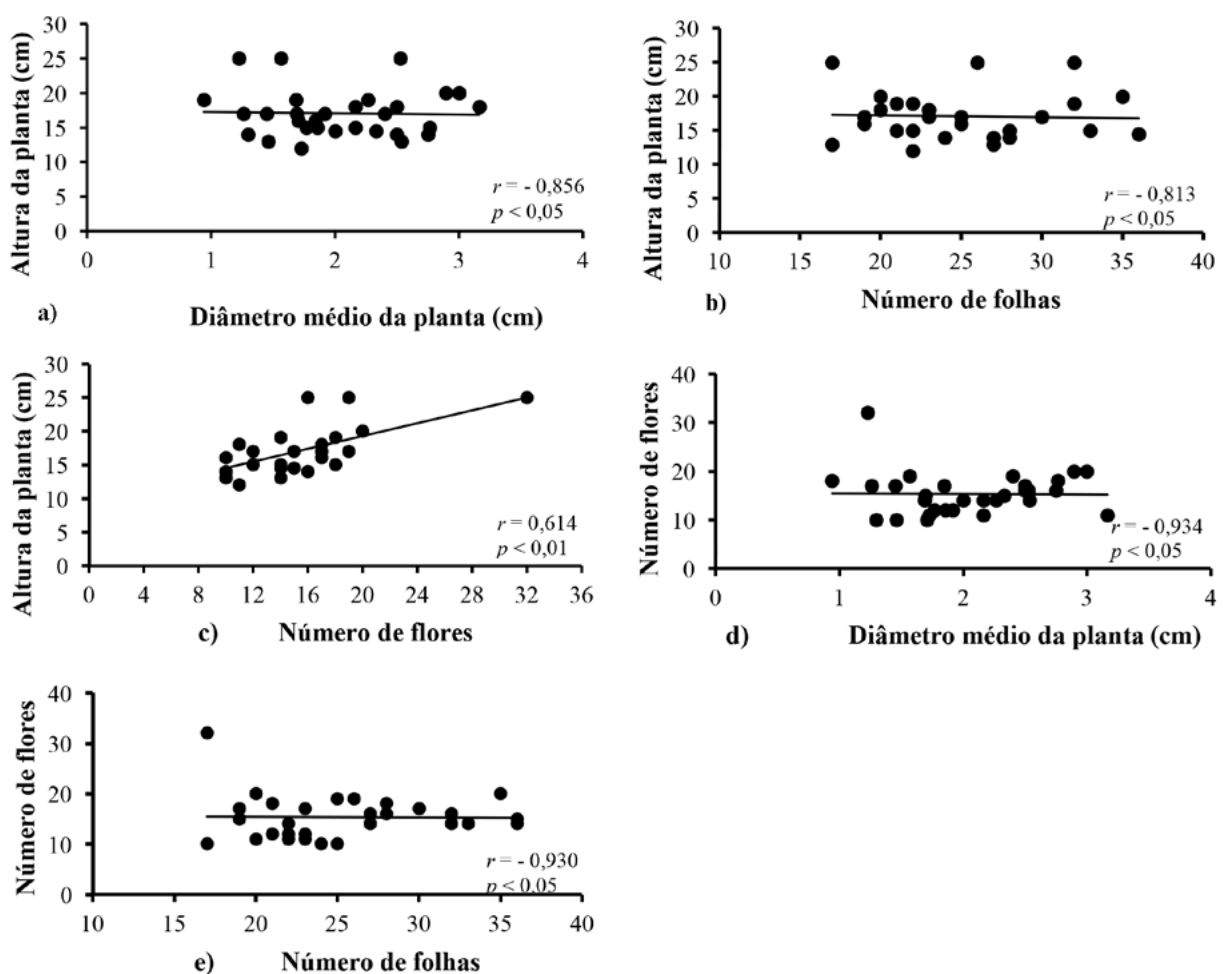 Altura da planta (cm)
30
25
20
15
10
5
0
0 1 2 3 4
r = - 0,856
p < 0,05
a) Diâmetro médio da planta (cm)
Altura da planta (cm)
30
25
20
15
10
5
0
10 15 20 26 30 35 40
r = - 0,813
p < 0,05
b) Número de folhas
Altura da planta (cm)
30
25
20
15
10
5
0
0 4 8 12 16 20 24 28 32 36
r = 0,614
p < 0,01
c) Número de flores
Número de flores
40
30
20
10
0
0 1 2 3 4
r = - 0,934
p < 0,05
d) Diâmetro médio da planta (cm)
Número de flores
40
30
20
10
0
10 15 20 25 30 35 40
r = - 0,930
p < 0.05
e) Número de folhas